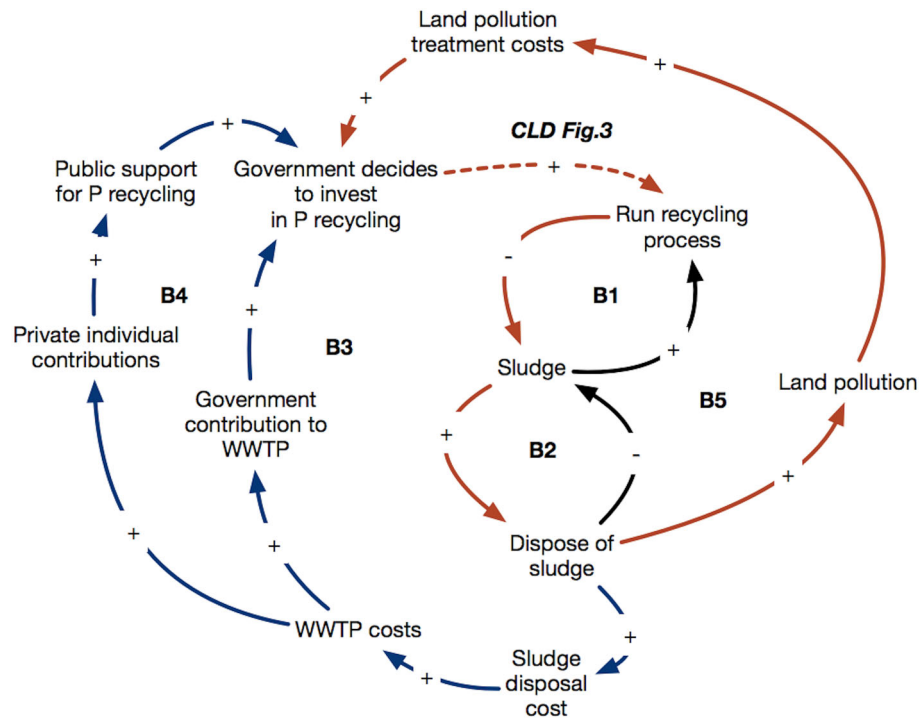 Land pollution
treatment costs
+
+
+
CLD Fig.3
+
Public support
for P recycling
Government decides
to invest
in P recycling
Run recycling
process
-
+
B4
B1
+
Private individual
contributions
B3
+
Sludge
Land pollution
B5
Government
contribution to
WWTP
+
B2
-
+
+
+
Dispose of
sludge
WWTP costs
+
Sludge
disposal
cost
+